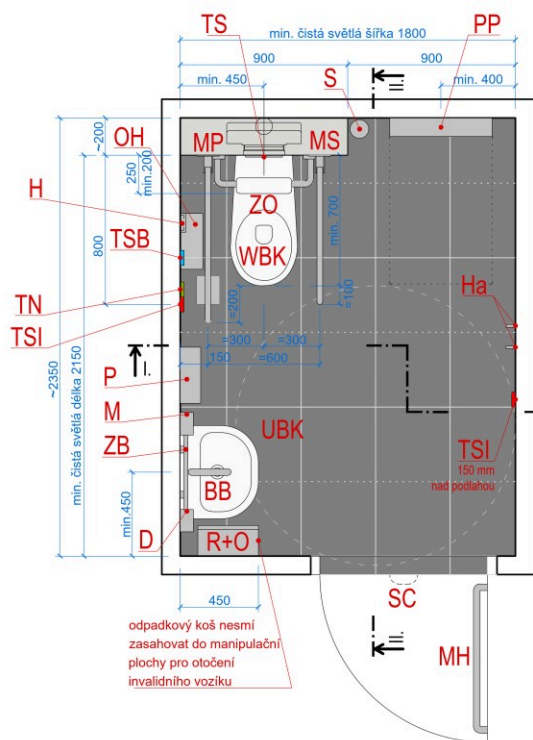 TS
min. čistá světlá šířka 1800
PP
900
900
S
min. 450
min. 400
II.
~200
OH
MP
MS
250
min.200
H
ZO
min. 700
TSB
WBK
800
TN
=200
=100
Ha
TSI
=300
=300
I.
150
=600
~2350
min. čistá světlá délka 2150
P
M
UBK
TSI
150 mm
nad podlahou
ZB
BB
min.450
D
R+O
450
SC
odpadkový koš nesmí
zasahovat do manipulační
plochy pro otočení
invalidního vozíku
II.
MH